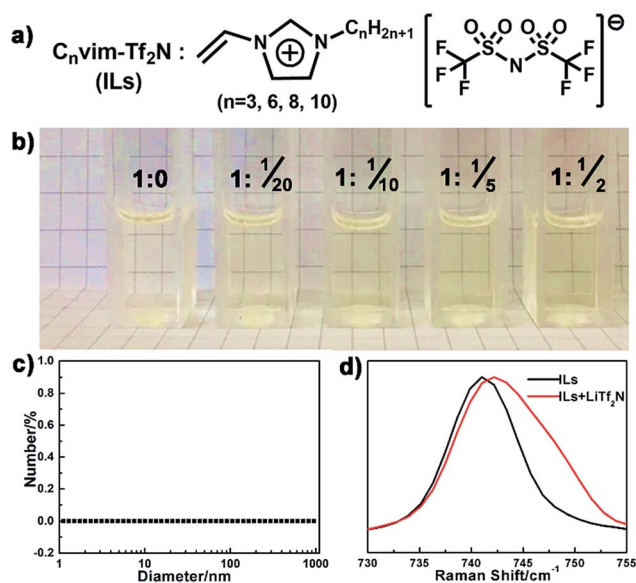 a)
CₙVim-Tf₂N :
(ILs)
N
N
⊕
CₙH₂ₙ₊₁
(n=3, 6, 8, 10)
O O O O
S S
F F
F N F
F F
⊖
b)
1:0 1: 1/20 1: 1/10 1: 1/5 1: 1/2
c)
Number/%
1.0
0.8
0.6
0.4
0.2
0.0
-0.2
1 10 100 1000
Diameter/nm
d)
ILs
ILs+LiTf₂N
730 735 740 745 750 755
Raman Shift/cm⁻¹